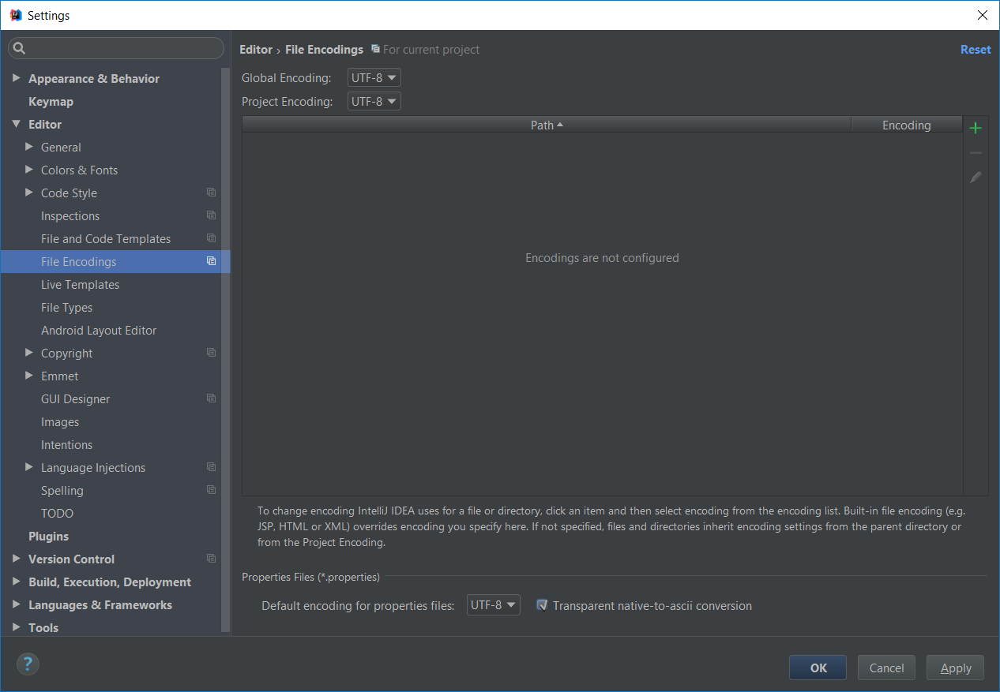 Settings
Editor › File Encodings For current project
Reset
Appearance & Behavior
Keymap
Editor
General
Colors & Fonts
Code Style
Inspections
File and Code Templates
File Encodings
Live Templates
File Types
Android Layout Editor
Copyright
Emmet
GUI Designer
Images
Intentions
Language Injections
Spelling
TODO
Plugins
Version Control
Build, Execution, Deployment
Languages & Frameworks
Tools
Global Encoding: UTF-8
Project Encoding: UTF-8
Path Encoding
Encodings are not configured
To change encoding IntelliJ IDEA uses for a file or directory, click an item and then select encoding from the encoding list. Built-in file encoding (e.g.
JSP, HTML or XML) overrides encoding you specify here. If not specified, files and directories inherit encoding settings from the parent directory or
from the Project Encoding.
Properties Files (*.properties)
Default encoding for properties files: UTF-8 Transparent native-to-ascii conversion
?
OK Cancel Apply